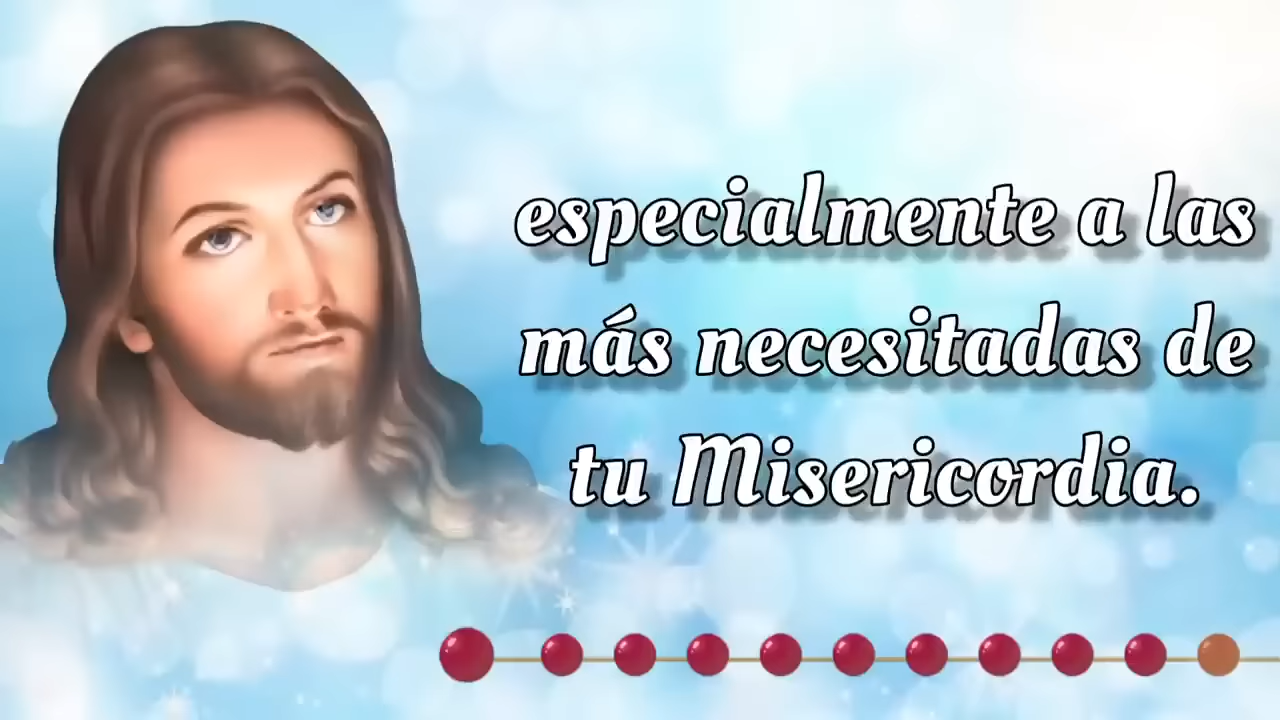 especialmente a las
más necesitadas de
tu Misericordia.